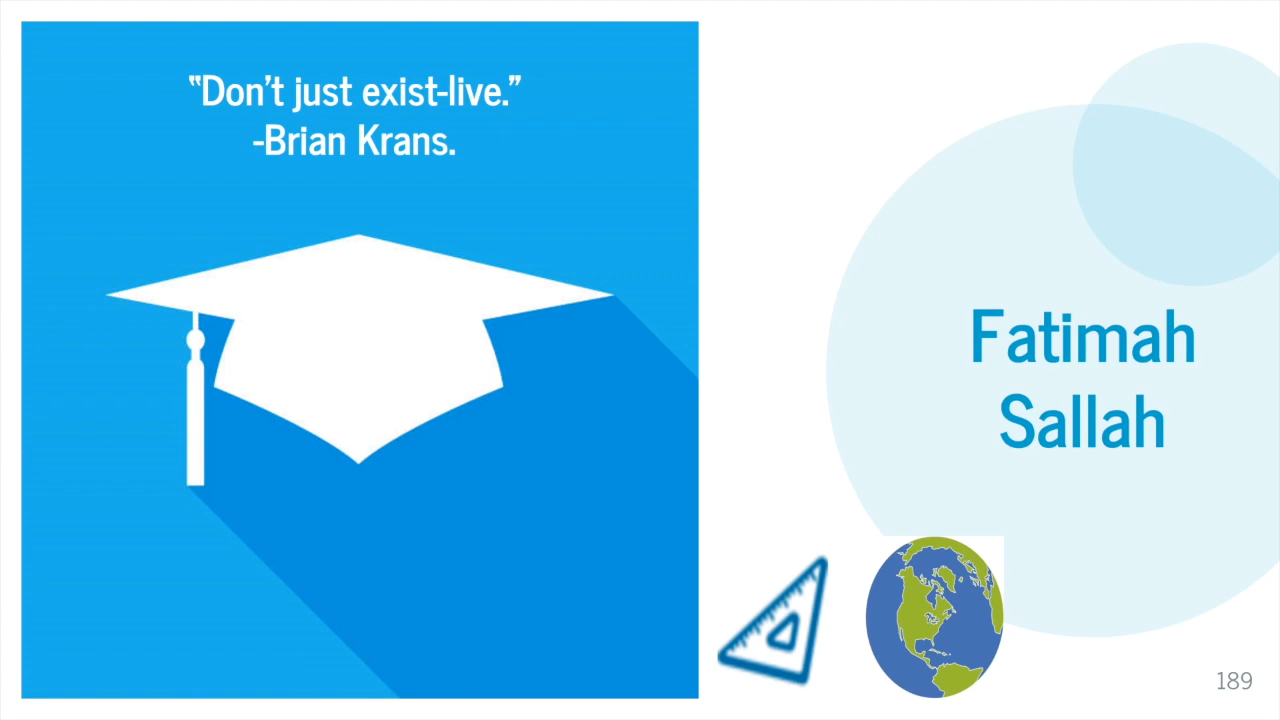 “Don’t just exist-live.”
-Brian Krans.
Fatimah
Sallah
189